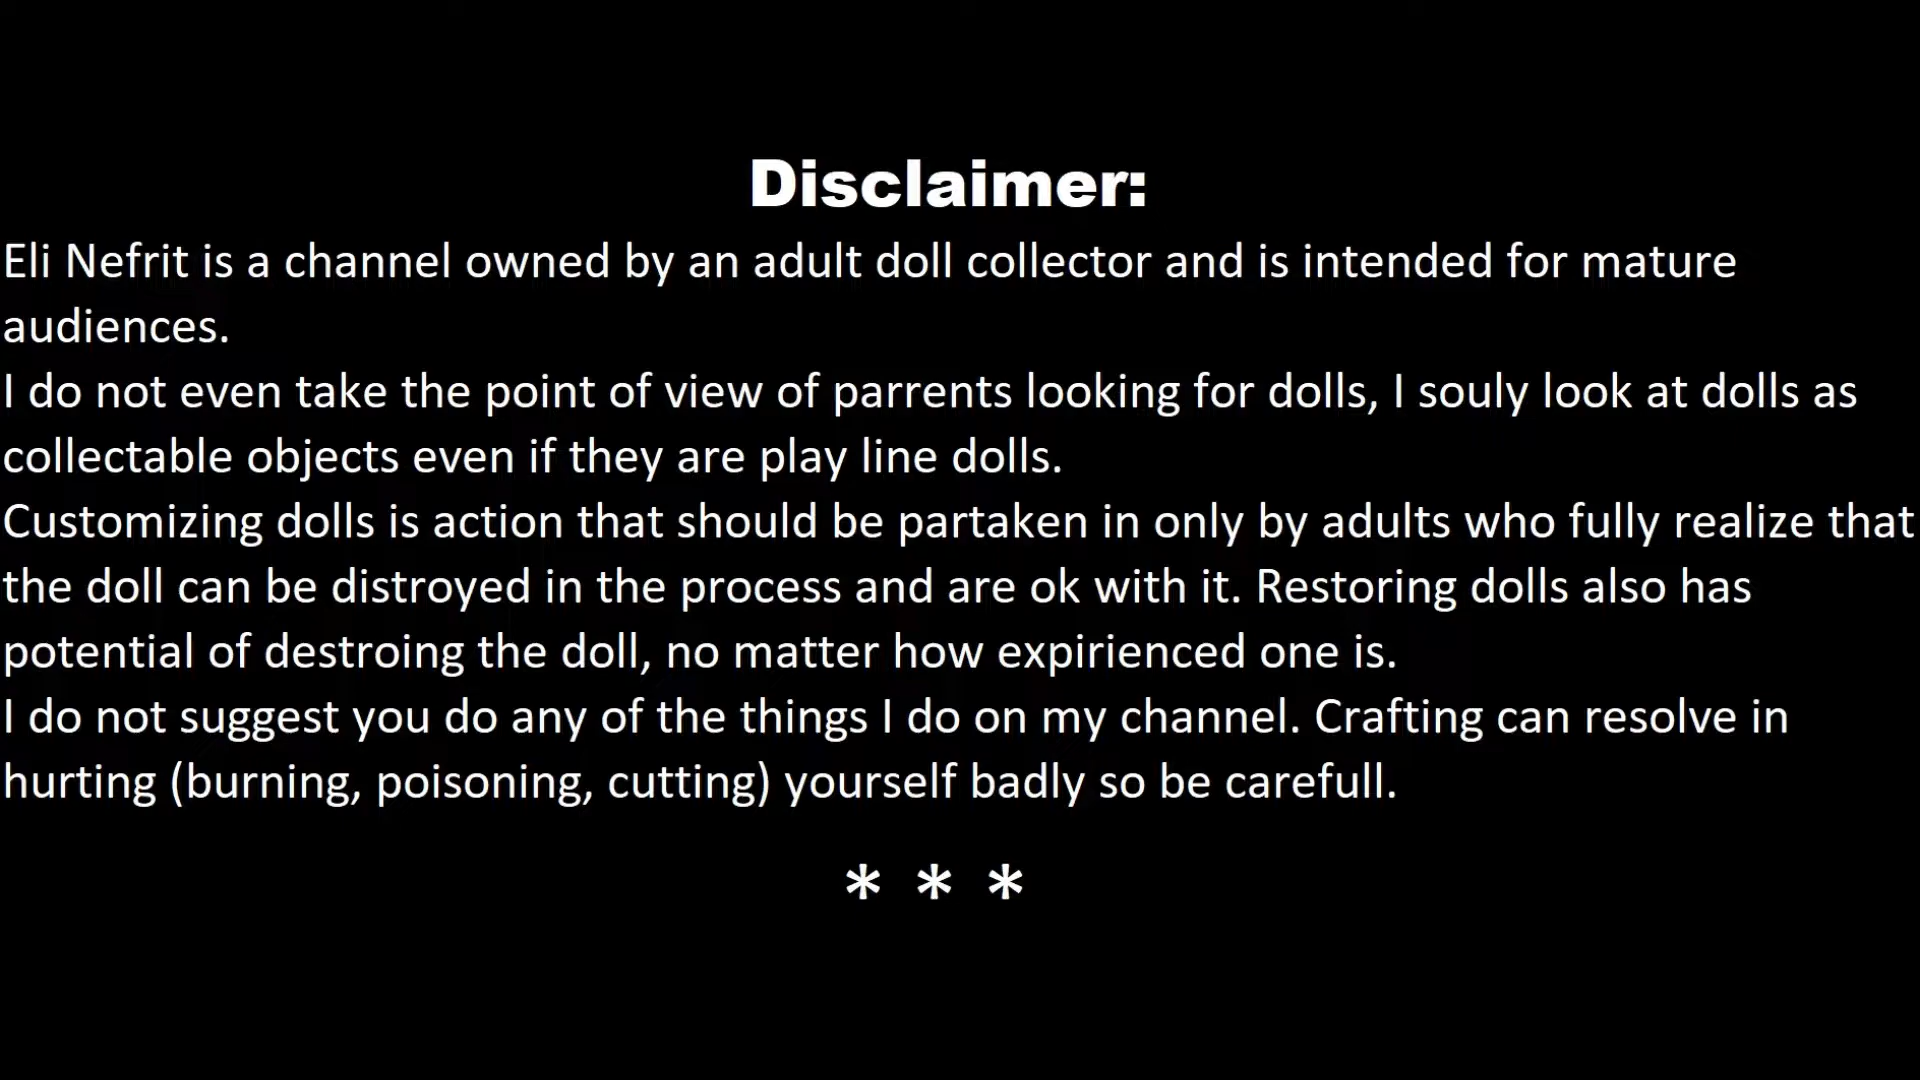 Disclaimer:
Eli Nefrit is a channel owned by an adult doll collector and is intended for mature
audiences.
I do not even take the point of view of parrents looking for dolls, I souly look at dolls as
collectable objects even if they are play line dolls.
Customizing dolls is action that should be partaken in only by adults who fully realize that
the doll can be distroyed in the process and are ok with it. Restoring dolls also has
potential of destroing the doll, no matter how expirienced one is.
I do not suggest you do any of the things I do on my channel. Crafting can resolve in
hurting (burning, poisoning, cutting) yourself badly so be carefull.
* * *